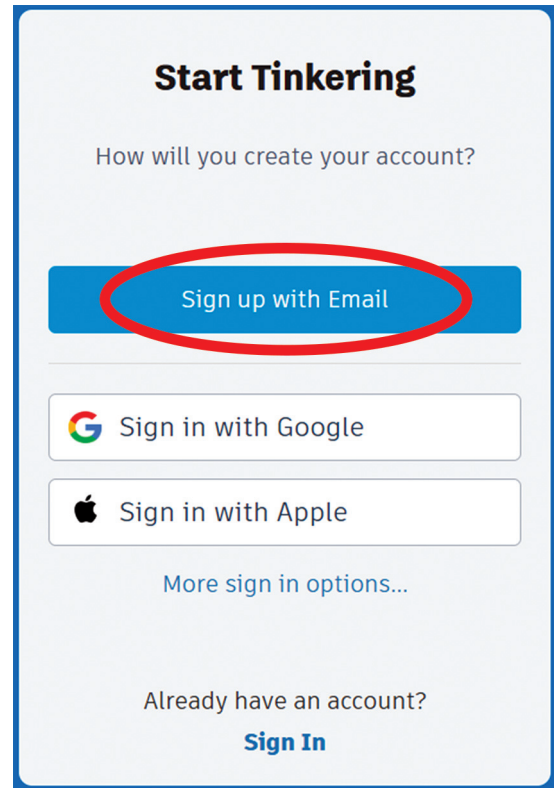 Start Tinkering
How will you create your account?
Sign up with Email
Sign in with Google
Sign in with Apple
More sign in options...
Already have an account?
Sign In